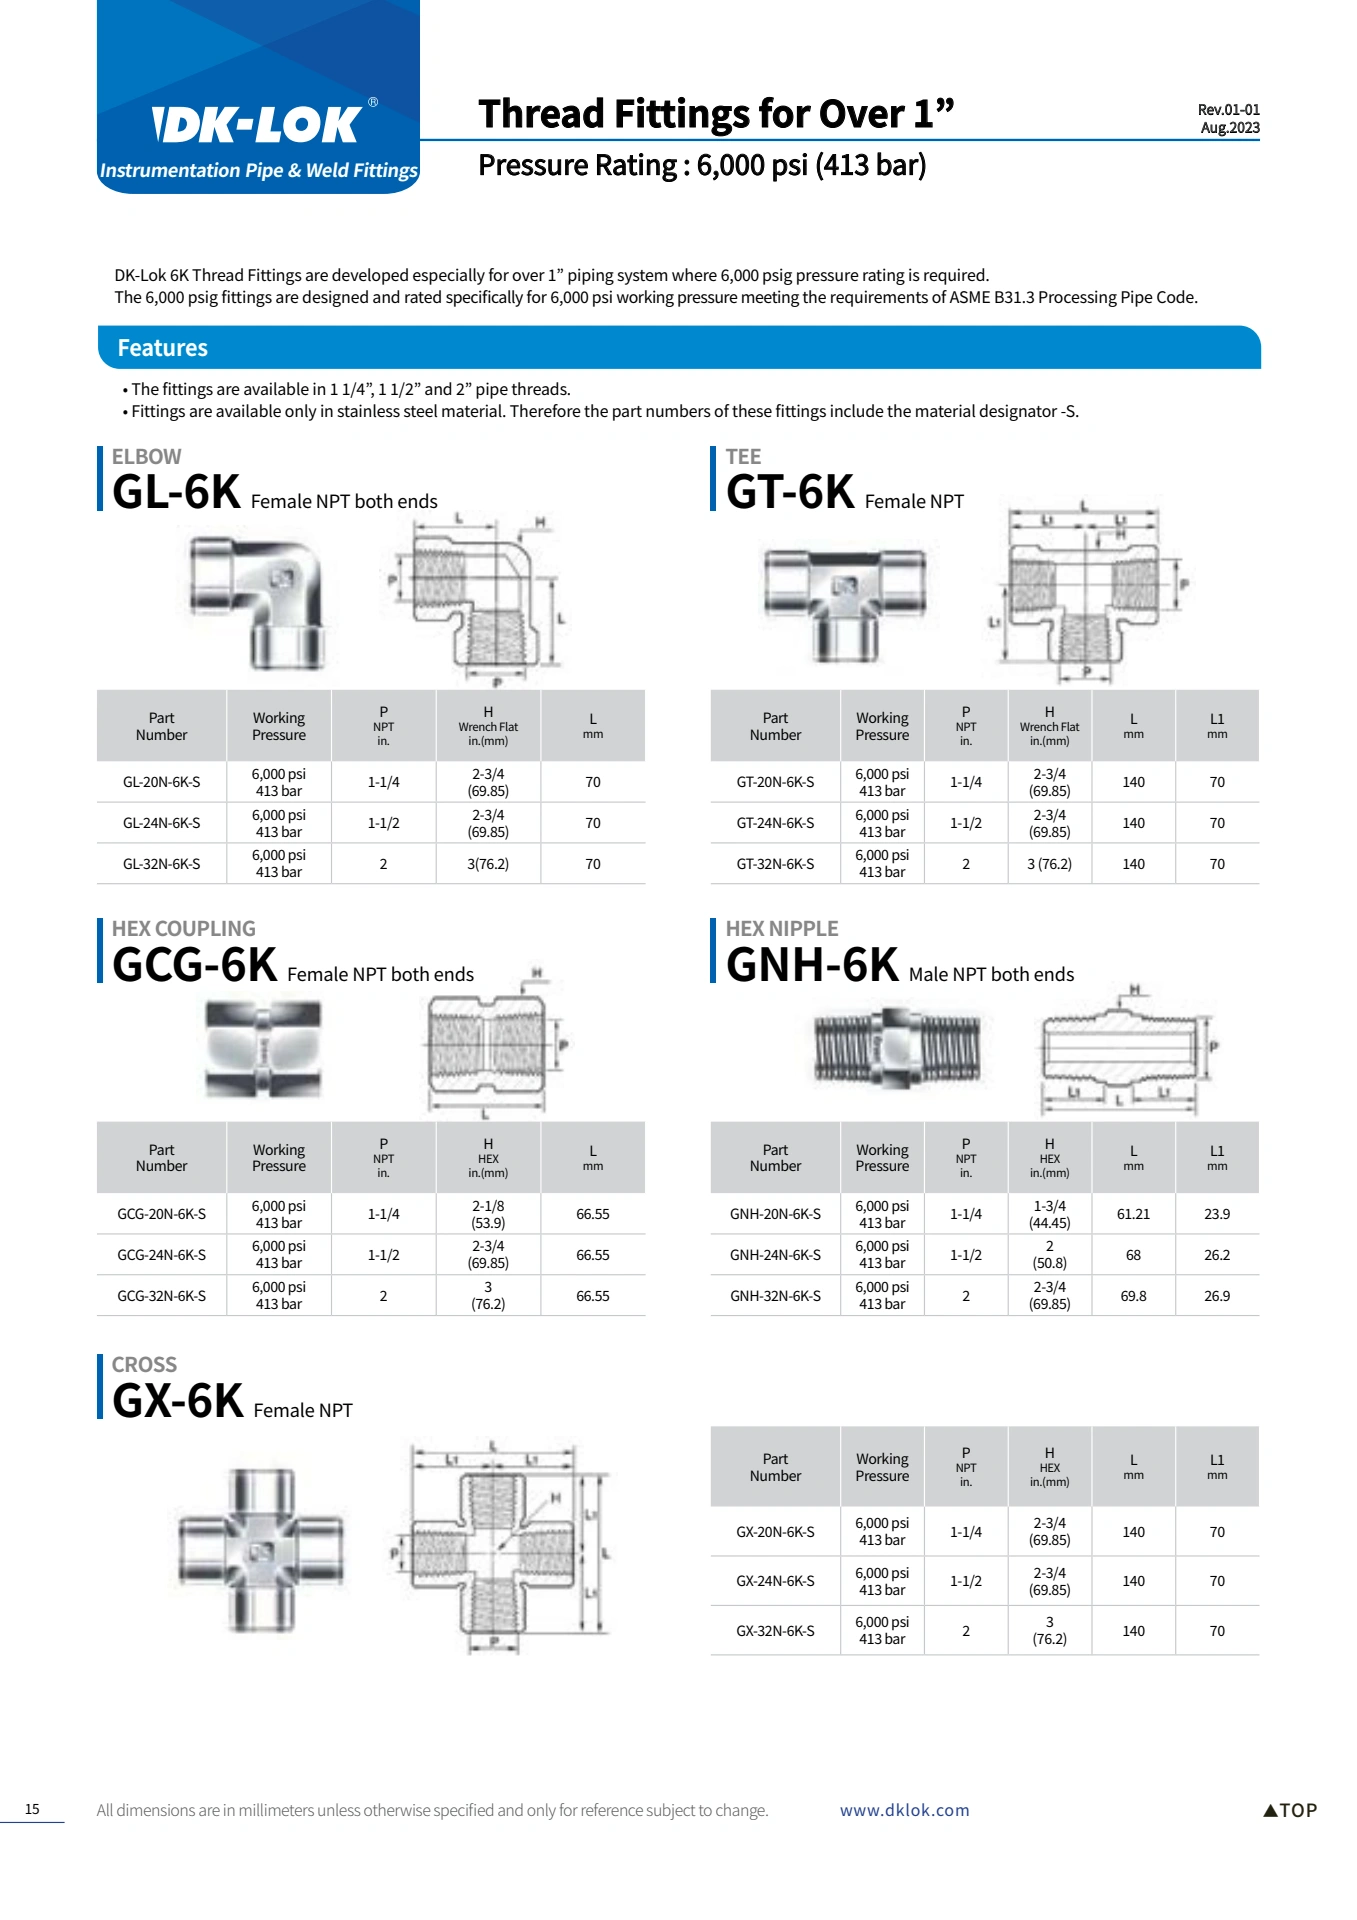 DK-LOK®
Instrumentation Pipe & Weld Fittings
Thread Fittings for Over 1”
Rev.01-01
Aug.2023
Pressure Rating : 6,000 psi (413 bar)
DK-Lok 6K Thread Fittings are developed especially for over 1” piping system where 6,000 psig pressure rating is required.
The 6,000 psig fittings are designed and rated specifically for 6,000 psi working pressure meeting the requirements of ASME B31.3 Processing Pipe Code.
Features
• The fittings are available in 1 1/4”, 1 1/2” and 2” pipe threads.
• Fittings are available only in stainless steel material. Therefore the part numbers of these fittings include the material designator -S.
ELBOW
GL-6K Female NPT both ends
L
H
P
L
P
Part Number | Working Pressure | P NPT in. | H Wrench Flat in.(mm) | L mm
GL-20N-6K-S | 6,000 psi 413 bar | 1-1/4 | 2-3/4 (69.85) | 70
GL-24N-6K-S | 6,000 psi 413 bar | 1-1/2 | 2-3/4 (69.85) | 70
GL-32N-6K-S | 6,000 psi 413 bar | 2 | 3(76.2) | 70
TEE
GT-6K Female NPT
L
L1 L1
H
P
L1
P
Part Number | Working Pressure | P NPT in. | H Wrench Flat in.(mm) | L mm | L1 mm
GT-20N-6K-S | 6,000 psi 413 bar | 1-1/4 | 2-3/4 (69.85) | 140 | 70
GT-24N-6K-S | 6,000 psi 413 bar | 1-1/2 | 2-3/4 (69.85) | 140 | 70
GT-32N-6K-S | 6,000 psi 413 bar | 2 | 3 (76.2) | 140 | 70
HEX COUPLING
GCG-6K Female NPT both ends
H
P
L
Part Number | Working Pressure | P NPT in. | H HEX in.(mm) | L mm
GCG-20N-6K-S | 6,000 psi 413 bar | 1-1/4 | 2-1/8 (53.9) | 66.55
GCG-24N-6K-S | 6,000 psi 413 bar | 1-1/2 | 2-3/4 (69.85) | 66.55
GCG-32N-6K-S | 6,000 psi 413 bar | 2 | 3 (76.2) | 66.55
HEX NIPPLE
GNH-6K Male NPT both ends
H
P
L1 L L1
Part Number | Working Pressure | P NPT in. | H HEX in.(mm) | L mm | L1 mm
GNH-20N-6K-S | 6,000 psi 413 bar | 1-1/4 | 1-3/4 (44.45) | 61.21 | 23.9
GNH-24N-6K-S | 6,000 psi 413 bar | 1-1/2 | 2 (50.8) | 68 | 26.2
GNH-32N-6K-S | 6,000 psi 413 bar | 2 | 2-3/4 (69.85) | 69.8 | 26.9
CROSS
GX-6K Female NPT
L
L1 L1
H
L1
P
L
L1
P
Part Number | Working Pressure | P NPT in. | H HEX in.(mm) | L mm | L1 mm
GX-20N-6K-S | 6,000 psi 413 bar | 1-1/4 | 2-3/4 (69.85) | 140 | 70
GX-24N-6K-S | 6,000 psi 413 bar | 1-1/2 | 2-3/4 (69.85) | 140 | 70
GX-32N-6K-S | 6,000 psi 413 bar | 2 | 3 (76.2) | 140 | 70
15
All dimensions are in millimeters unless otherwise specified and only for reference subject to change.
www.dklok.com
▲TOP